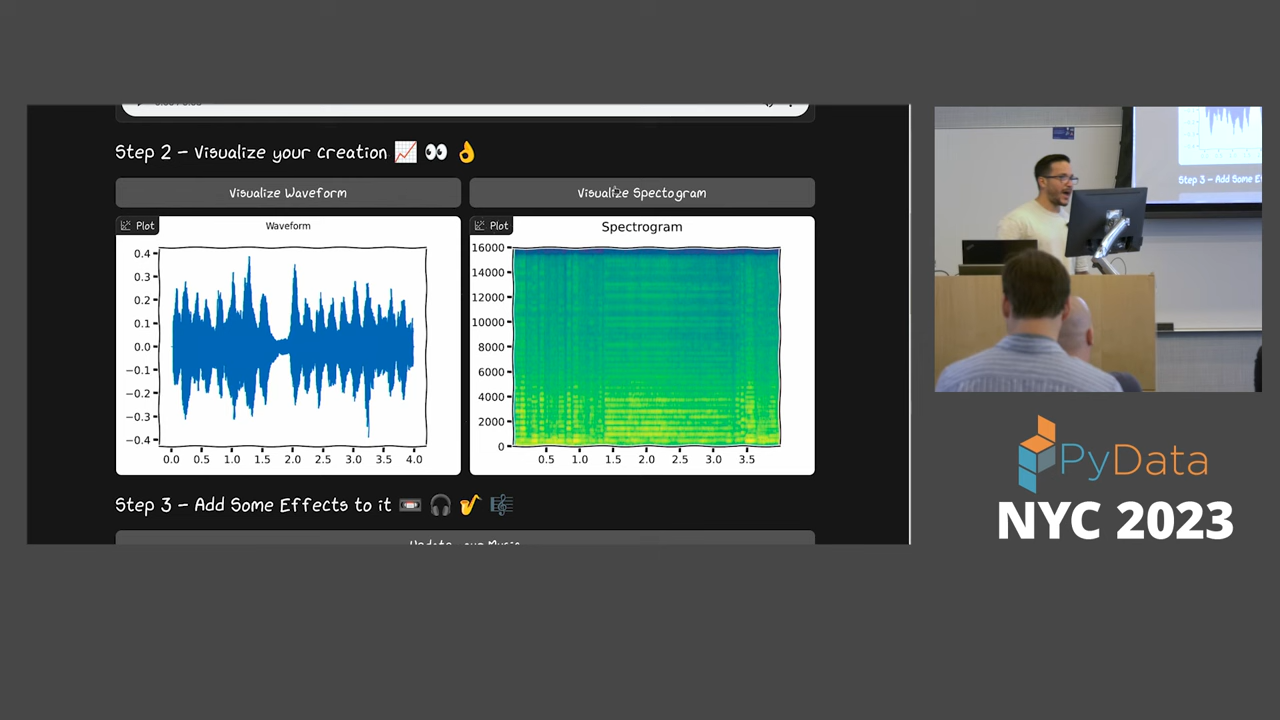 Step 2 - Visualize your creation
Visualize Waveform
Visualize Spectogram
Plot
Waveform
0.4
0.3
0.2
0.1
0.0
−0.1
−0.2
−0.3
−0.4
0.0 0.5 1.0 1.5 2.0 2.5 3.0 3.5 4.0
Plot
Spectrogram
16000
14000
12000
10000
8000
6000
4000
2000
0
0.5 1.0 1.5 2.0 2.5 3.0 3.5
Step 3 - Add Some Effects to it
Step 3 - Add Some
PyData
NYC 2023